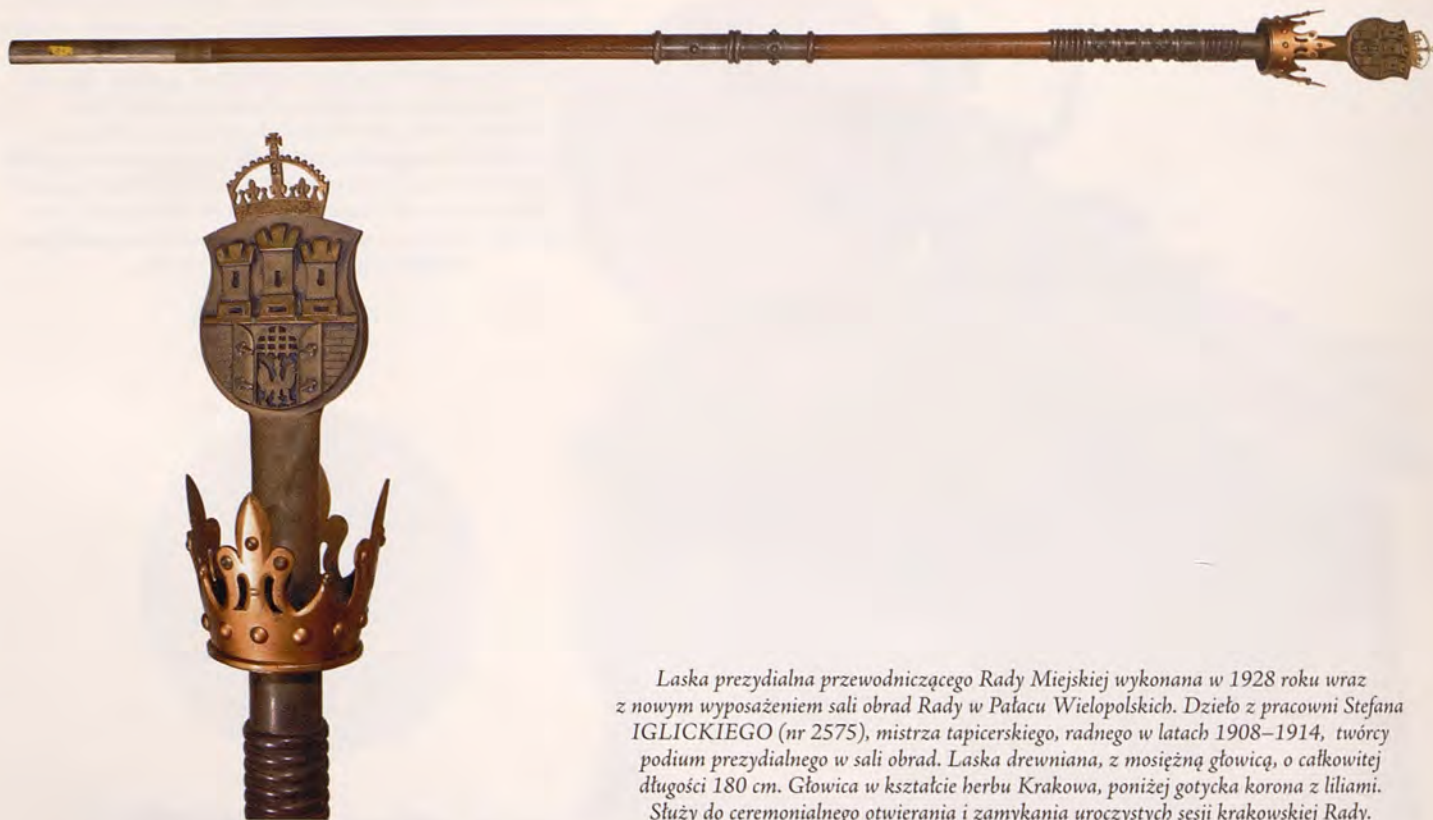 Laska prezydialna przewodniczącego Rady Miejskiej wykonana w 1928 roku wraz
z nowym wyposażeniem sali obrad Rady w Pałacu Wielopolskich. Dzieło z pracowni Stefana
IGLICKIEGO (nr 2575), mistrza tapicerskiego, radnego w latach 1908–1914, twórcy
podium prezydialnego w sali obrad. Laska drewniana, z mosiężną głowicą, o całkowitej
długości 180 cm. Głowica w kształcie herbu Krakowa, poniżej gotycka korona z liliami.
Służy do ceremonialnego otwierania i zamykania uroczystych sesji krakowskiej Rady.